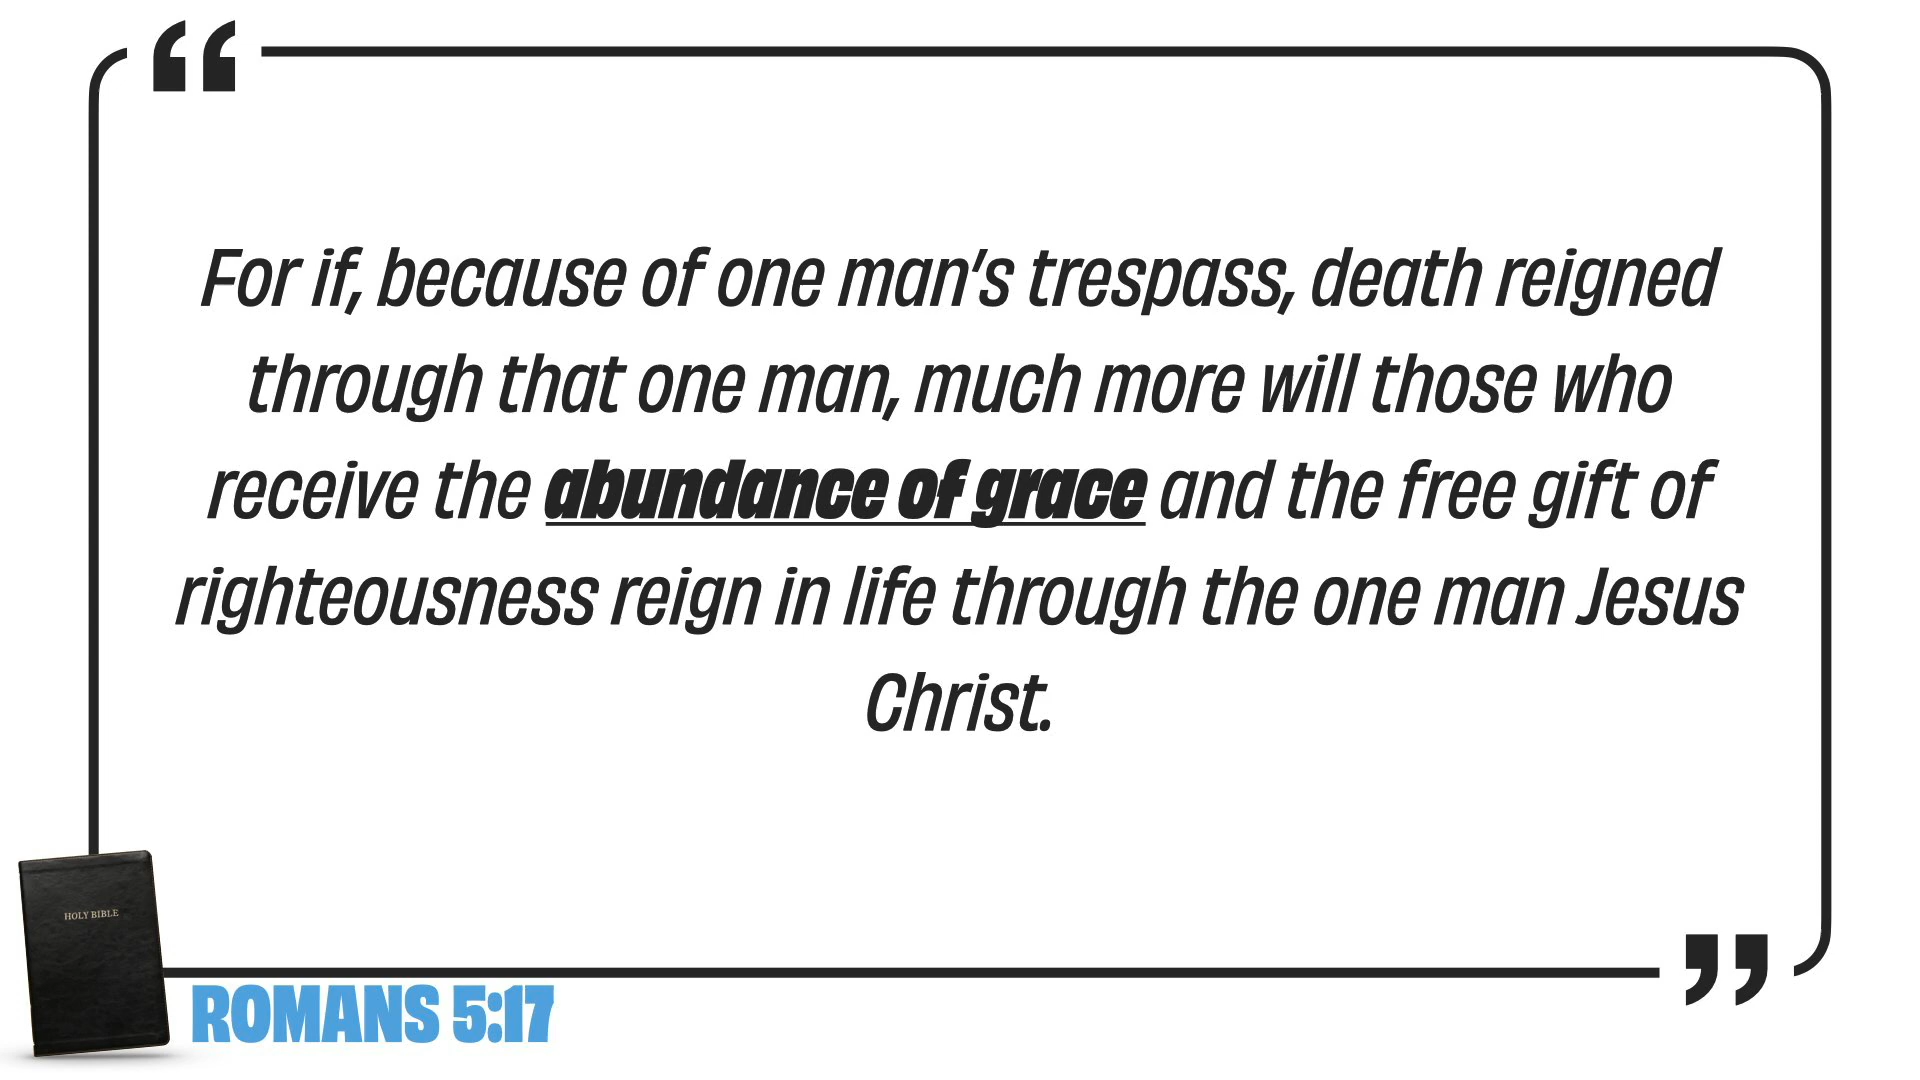 “
For if, because of one man’s trespass, death reigned
through that one man, much more will those who
receive the abundance of grace and the free gift of
righteousness reign in life through the one man Jesus
Christ.
”
HOLY BIBLE
ROMANS 5:17